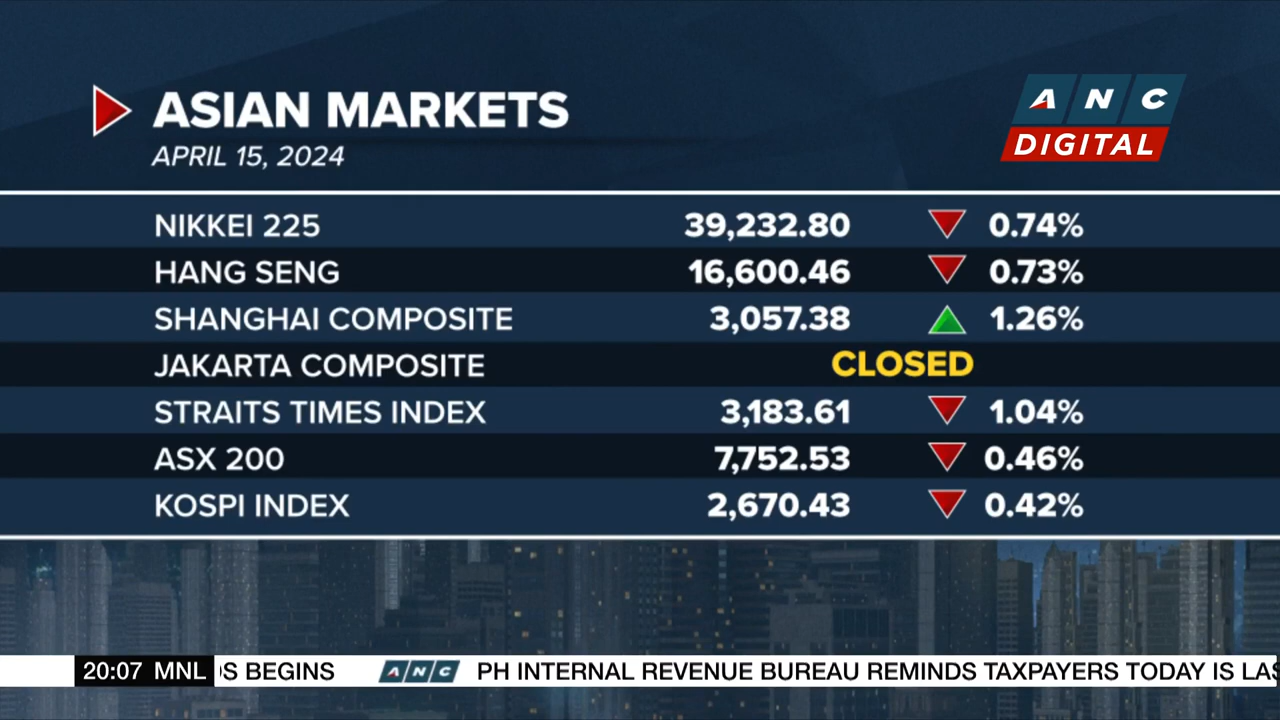 ASIAN MARKETS
APRIL 15, 2024
ANC
DIGITAL
NIKKEI 225 39,232.80 0.74%
HANG SENG 16,600.46 0.73%
SHANGHAI COMPOSITE 3,057.38 1.26%
JAKARTA COMPOSITE CLOSED
STRAITS TIMES INDEX 3,183.61 1.04%
ASX 200 7,752.53 0.46%
KOSPI INDEX 2,670.43 0.42%
20:07 MNL BEGINS ANC PH INTERNAL REVENUE BUREAU REMINDS TAXPAYERS TODAY IS